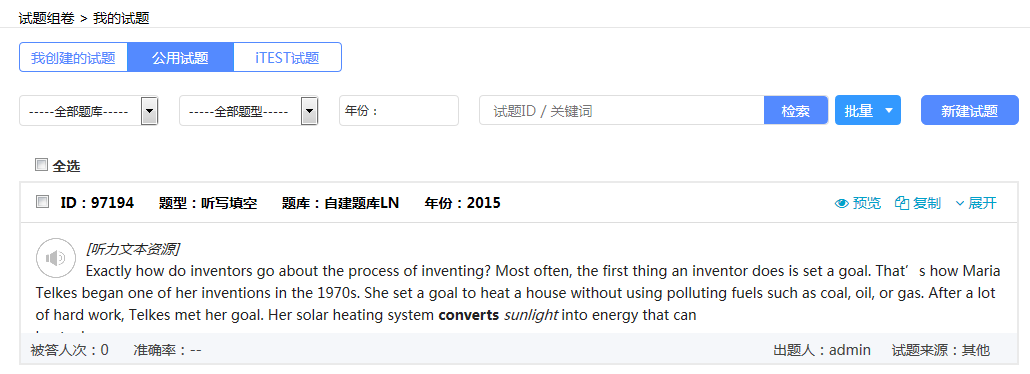 试题组卷 > 我的试题
我创建的试题 公用试题 iTEST试题
-----全部题库----- -----全部题型----- 年份： 试题ID / 关键词 检索 批量 新建试题
全选
ID：97194 题型：听写填空 题库：自建题库LN 年份：2015 预览 复制 展开
[听力文本资源]
Exactly how do inventors go about the process of inventing? Most often, the first thing an inventor does is set a goal. That’s how Maria
Telkes began one of her inventions in the 1970s. She set a goal to heat a house without using polluting fuels such as coal, oil, or gas. After a lot
of hard work, Telkes met her goal. Her solar heating system converts sunlight into energy that can
被答人次：0 准确率：-- 出题人：admin 试题来源：其他